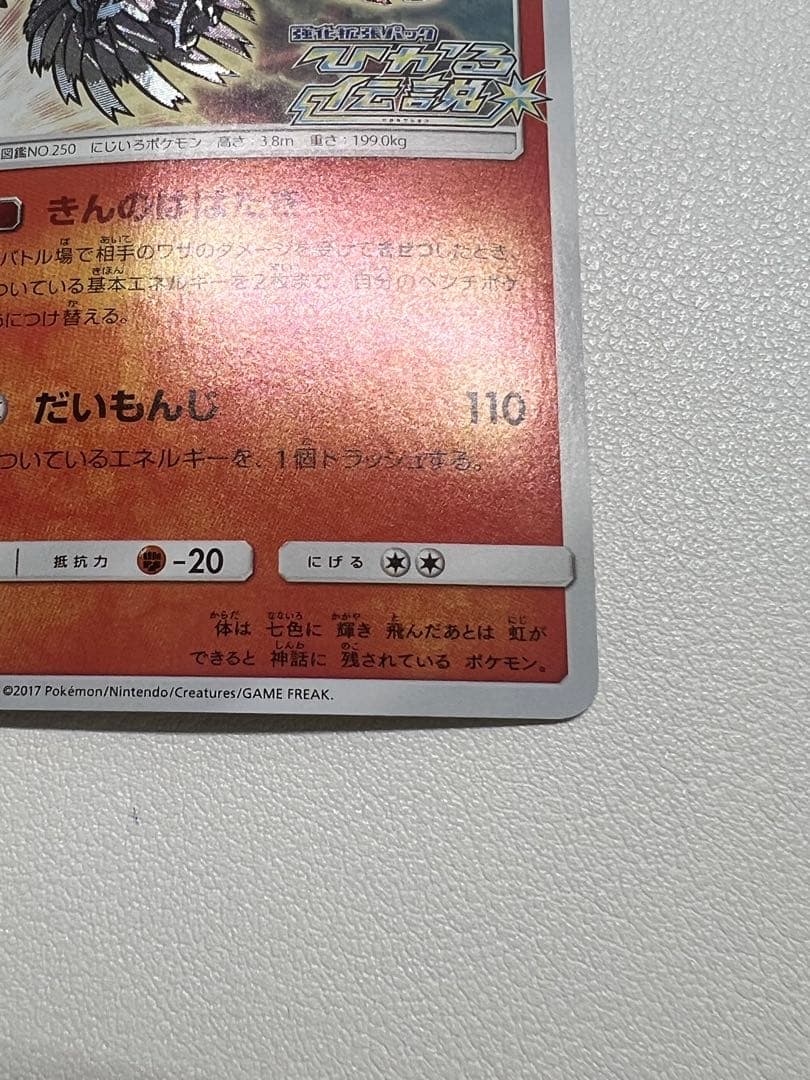 強化拡張パック
ひかる
伝説
図鑑NO.250 にじいろポケモン 高さ：3.8m 重さ：199.0kg
きんのはばたき
バトル場で相手のワザのダメージを受けてきぜつしたとき、
ついている基本エネルギーを2枚まで、自分のベンチポケ
につけ替える。
だいもんじ 110
ついているエネルギーを、1個トラッシュする。
抵抗力 -20 にげる
体は 七色に 輝き 飛んだあとは 虹が
できると 神話に 残されている ポケモン。
©2017 Pokémon/Nintendo/Creatures/GAME FREAK.